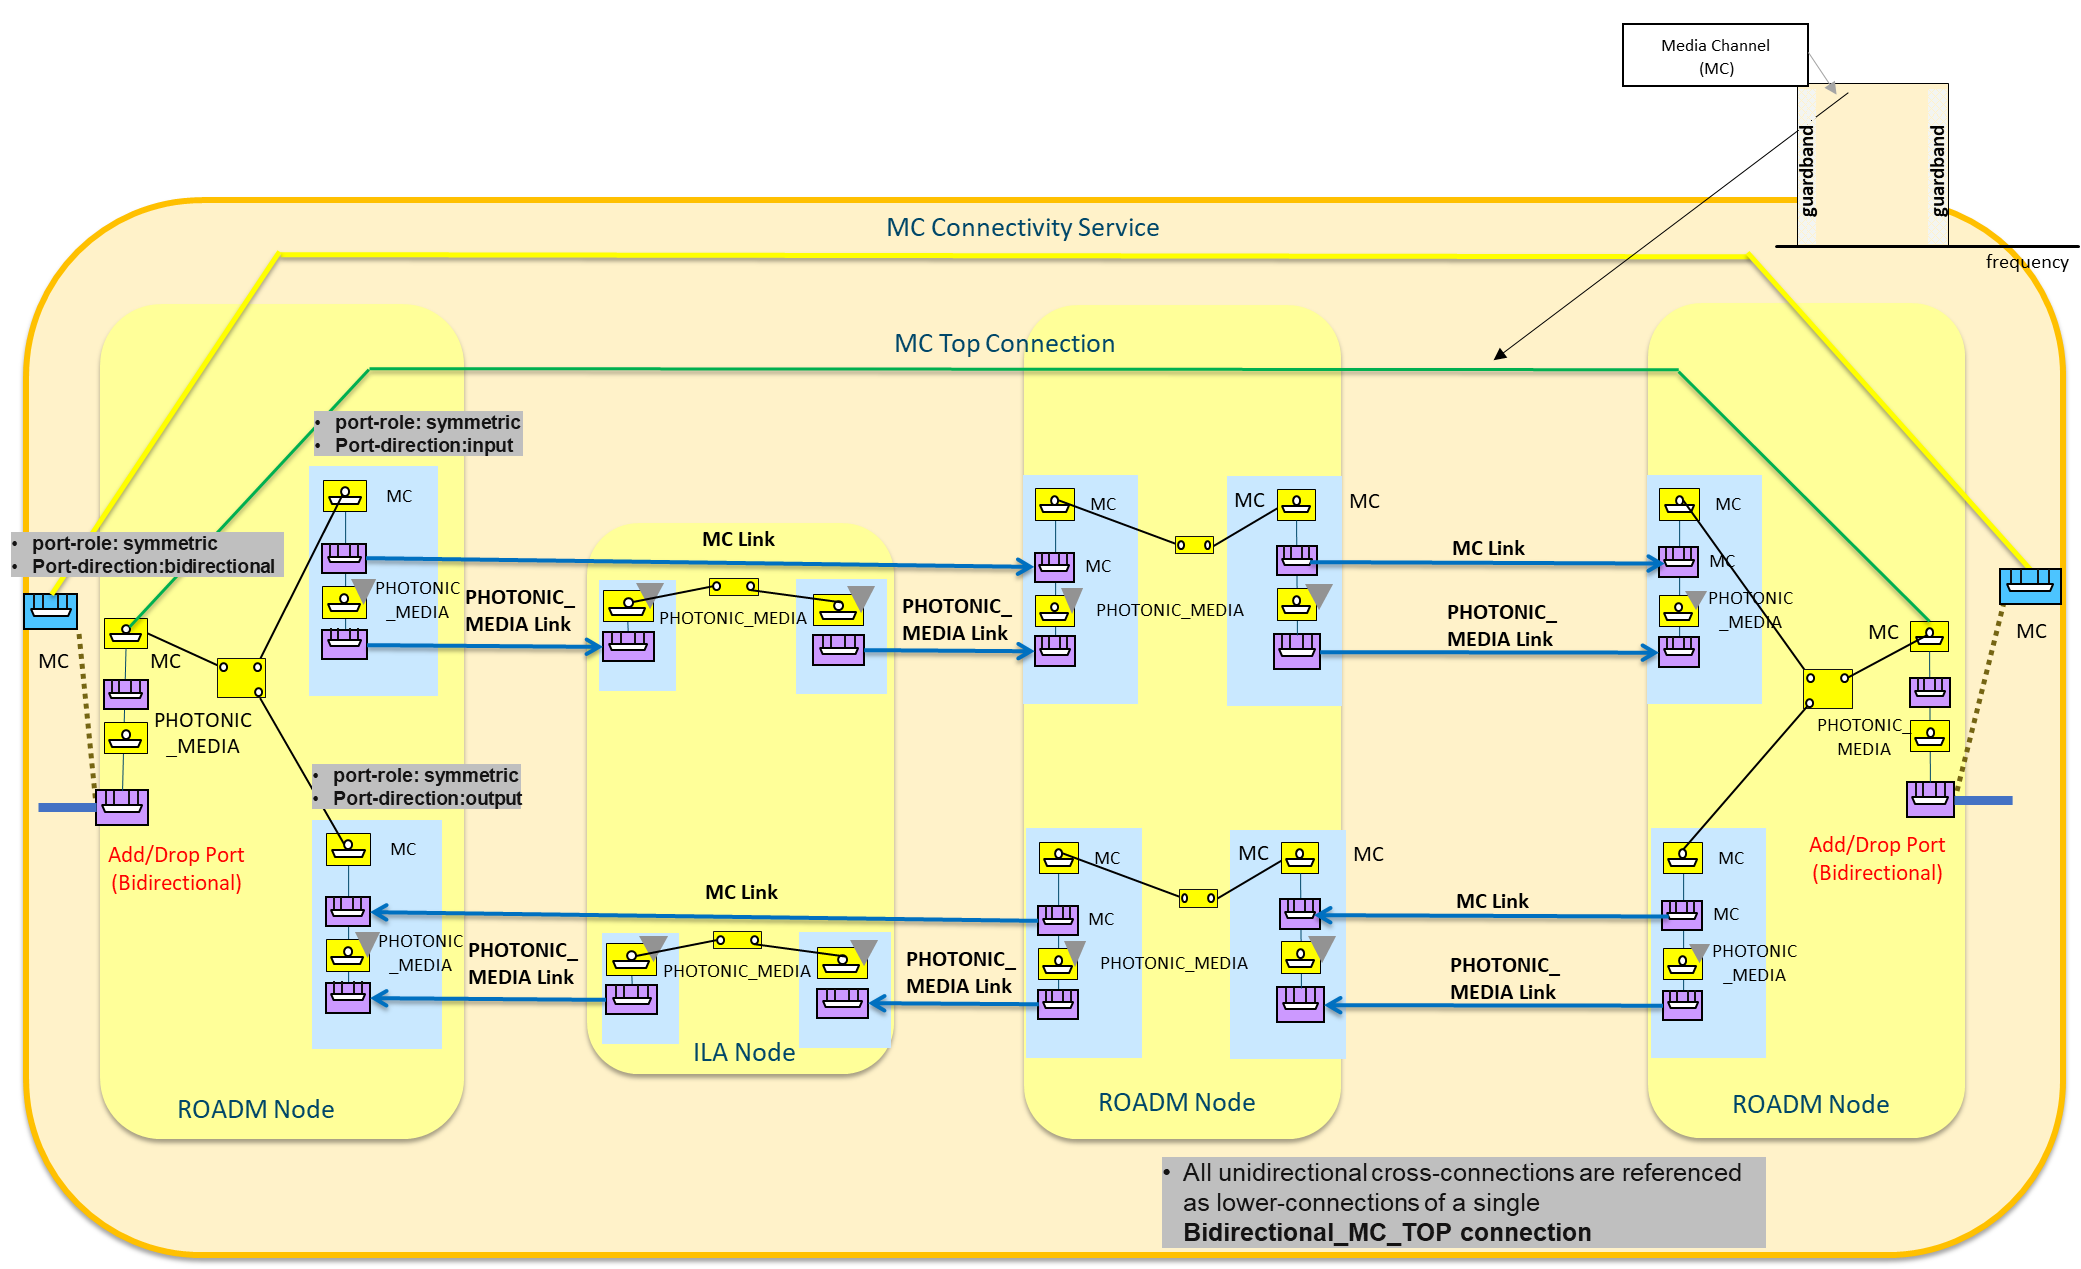 Media Channel
(MC)
guardband
guardband
frequency
MC Connectivity Service
MC Top Connection
• port-role: symmetric
• Port-direction:input
• port-role: symmetric
• Port-direction:bidirectional
MC
MC
PHOTONIC
_MEDIA
Add/Drop Port
(Bidirectional)
MC
PHOTONIC
_MEDIA
• port-role: symmetric
• Port-direction:output
MC
PHOTONIC
_MEDIA
ROADM Node
MC Link
PHOTONIC_
MEDIA Link
PHOTONIC_MEDIA
PHOTONIC_
MEDIA Link
MC Link
PHOTONIC_
MEDIA Link
PHOTONIC_MEDIA
PHOTONIC_
MEDIA Link
ILA Node
MC
MC
MC
MC
PHOTONIC_MEDIA
MC
MC
MC
MC
PHOTONIC_MEDIA
ROADM Node
MC Link
PHOTONIC_
MEDIA Link
MC Link
PHOTONIC_
MEDIA Link
MC
MC
PHOTONIC
_MEDIA
MC
MC
PHOTONIC_
MEDIA
Add/Drop Port
(Bidirectional)
MC
MC
PHOTONIC
_MEDIA
ROADM Node
• All unidirectional cross-connections are referenced
as lower-connections of a single
Bidirectional_MC_TOP connection